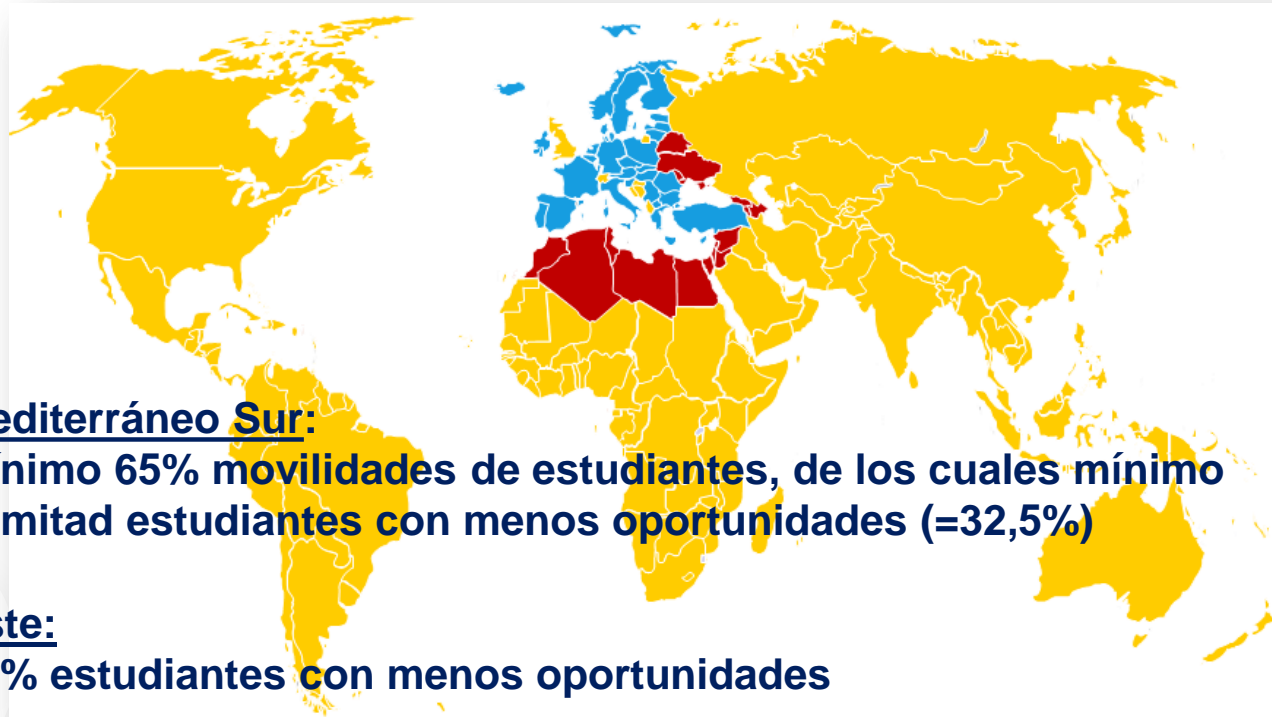 editerráneo Sur:
ínimo 65% movilidades de estudiantes, de los cuales mínimo
mitad estudiantes con menos oportunidades (=32,5%)
ste:
% estudiantes con menos oportunidades